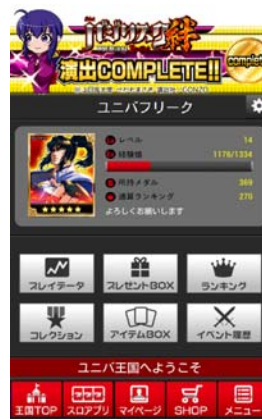 バジリスク絆
演出COMPLETE!!
complete
ユニバフリーク
レベル 14
経験値 1176/1334
所持メダル 369
通算ランキング 270
よろしくお願いします
プレイデータ プレゼントBOX ランキング
コレクション アイテムBOX イベント履歴
ユニバ王国へようこそ
王国TOP スロアプリ マイページ SHOP メニュー